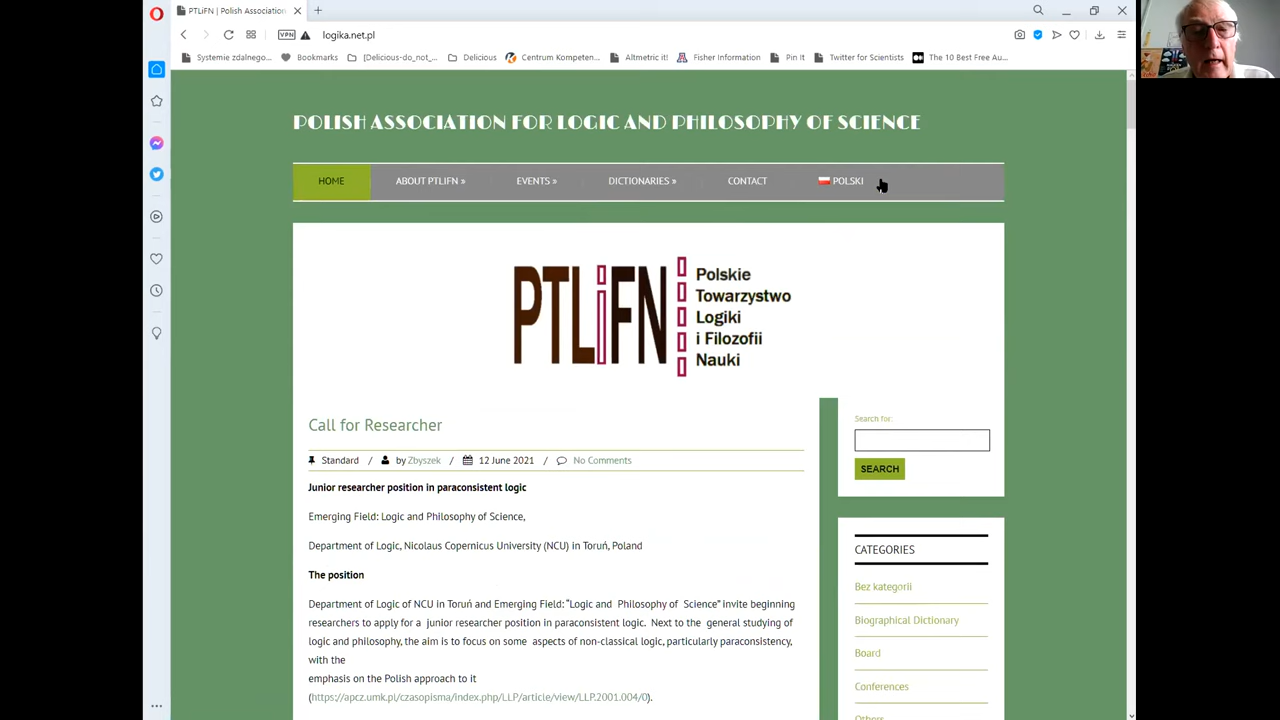 PTLiFN | Polish Association
VPN
logika.net.pl
Systemie zdalnego...
Bookmarks
[Delicious-do_not_...
Delicious
Centrum Kompeten...
Altmetric it!
Fisher Information
Pin It
Twitter for Scientists
The 10 Best Free Au...
POLISH ASSOCIATION FOR LOGIC AND PHILOSOPHY OF SCIENCE
HOME
ABOUT PTLIFN »
EVENTS »
DICTIONARIES »
CONTACT
POLSKI
PTLiFN
Polskie
Towarzystwo
Logiki
i Filozofii
Nauki
Call for Researcher
Standard / by Zbyszek / 12 June 2021 / No Comments
Junior researcher position in paraconsistent logic
Emerging Field: Logic and Philosophy of Science,
Department of Logic, Nicolaus Copernicus University (NCU) in Toruń, Poland
The position
Department of Logic of NCU in Toruń and Emerging Field: “Logic and Philosophy of Science” invite beginning
researchers to apply for a junior researcher position in paraconsistent logic. Next to the general studying of
logic and philosophy, the aim is to focus on some aspects of non-classical logic, particularly paraconsistency,
with the
emphasis on the Polish approach to it
(https://apcz.umk.pl/czasopisma/index.php/LLP/article/view/LLP.2001.004/0).
Search for:
SEARCH
CATEGORIES
Bez kategorii
Biographical Dictionary
Board
Conferences
Others